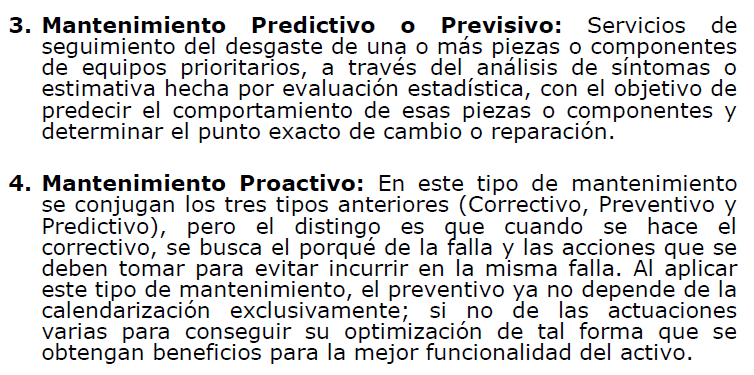 3. Mantenimiento Predictivo o Previsivo: Servicios de
seguimiento del desgaste de una o más piezas o componentes
de equipos prioritarios, a través del análisis de síntomas o
estimativa hecha por evaluación estadística, con el objetivo de
predecir el comportamiento de esas piezas o componentes y
determinar el punto exacto de cambio o reparación.
4. Mantenimiento Proactivo: En este tipo de mantenimiento
se conjugan los tres tipos anteriores (Correctivo, Preventivo y
Predictivo), pero el distingo es que cuando se hace el
correctivo, se busca el porqué de la falla y las acciones que se
deben tomar para evitar incurrir en la misma falla. Al aplicar
este tipo de mantenimiento, el preventivo ya no depende de la
calendarización exclusivamente; si no de las actuaciones
varias para conseguir su optimización de tal forma que se
obtengan beneficios para la mejor funcionalidad del activo.